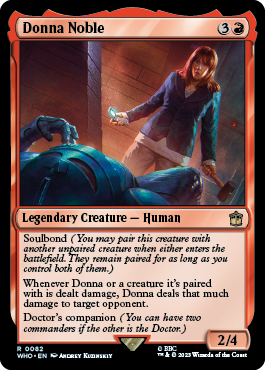 Donna Noble 3
Legendary Creature — Human
Soulbond (You may pair this creature with
another unpaired creature when either enters the
battlefield. They remain paired for as long as you
control both of them.)
Whenever Donna or a creature it's paired
with is dealt damage, Donna deals that much
damage to target opponent.
Doctor's companion (You can have two
commanders if the other is the Doctor.)
2/4
R 0082
WHO • EN ANDREY KUZINSKIY
© BBC
™ & © 2023 Wizards of the Coast